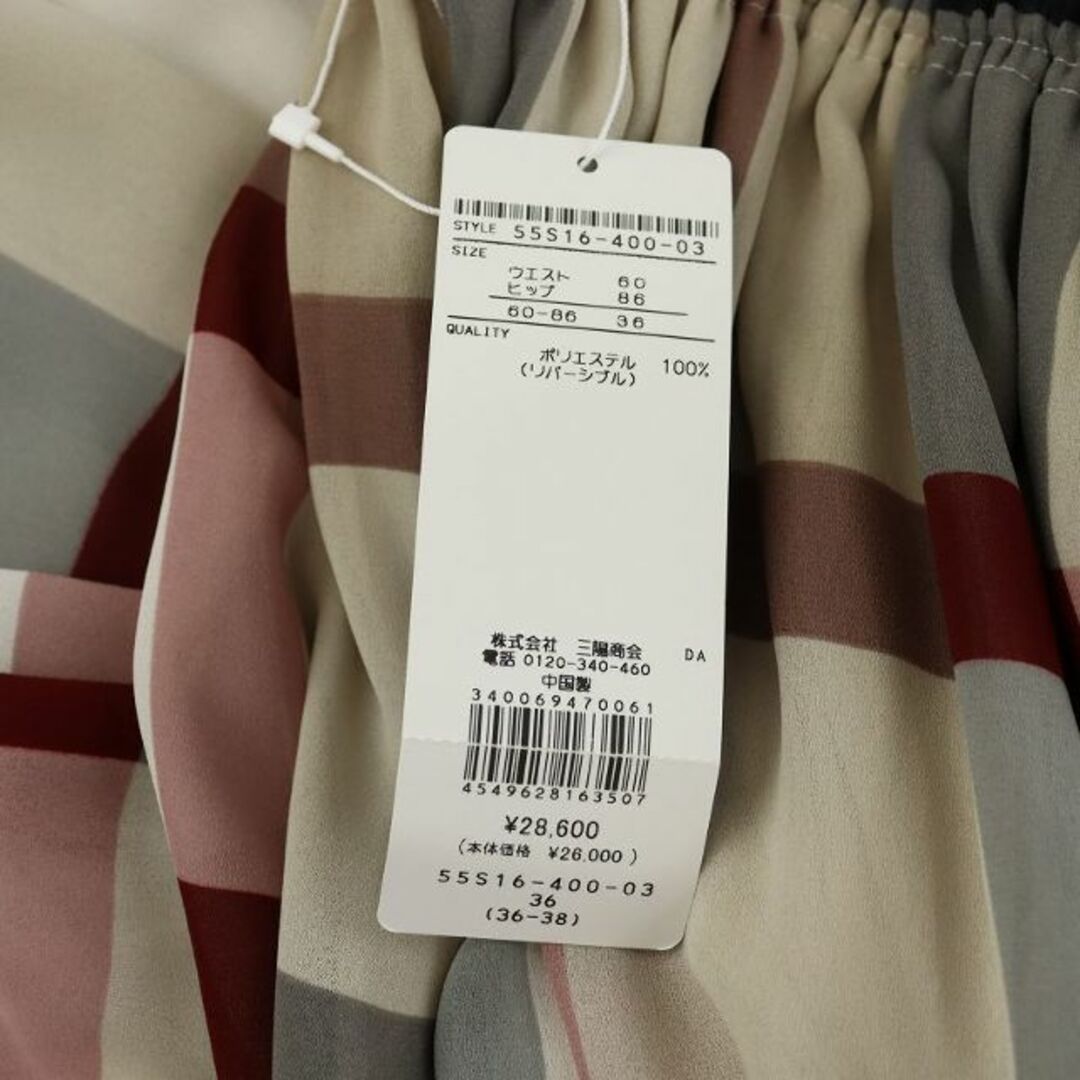 STYLE 55S16-400-03
SIZE
ウエスト 60
ヒップ 86
60-86 36
QUALITY
ポリエステル 100%
(リバーシブル)
株式会社 三陽商会 DA
電話 0120-340-460
中国製
340069470061
4549628163507
¥28,600
(本体価格 ¥26,000)
55S16-400-03
36
(36-38)